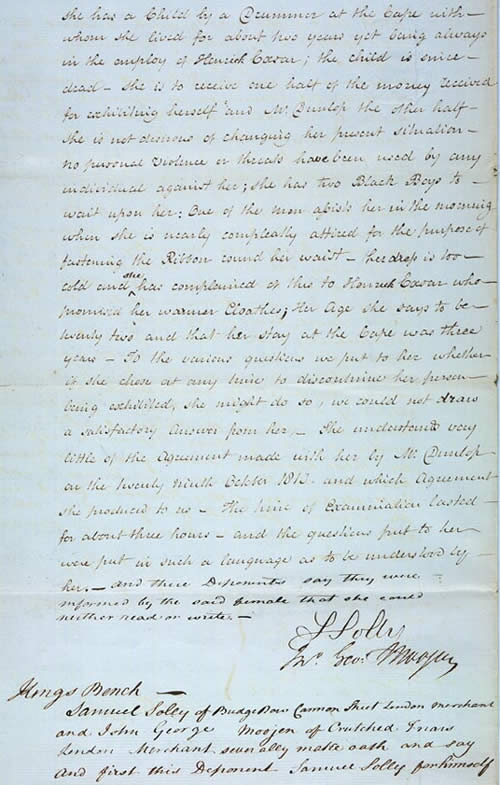 she has a Child by a Drummer at the Cape with—
whom she lived for about two years yet being always
in the employ of Henrick Cæsar; the child is since—
dead— she is to receive one half of the money received
for exhibiting herself and Mr. Dunlop the other half—
She is not desirous of changing her present situation—
no personal violence or threats have been used by any
individual against her; she has two Black Boys to—
wait upon her: One of the men assists her in the morning
when she is nearly compleatly attired for the purpose of
fastening the Ribbon round her waist— her dress is too—
cold and she has complained of this to Henrick Cæsar who—
promised her warmer Cloathes; Her Age she says to be—
twenty two and that her stay at the Cape was three
years— To the various questions we put to her whether
if she chose at any time to discontinue her person—
being exhibited, she might do so, we could not draw
a satisfactory Answer from her,— She understands very
little of the Agreement made with her by Mr. Dunlop
on the twenty ninth October 1810. and which Agreement
she produced to us— The time of Examination lasted—
for about three hours— and the questions put to her
were put in such a language as to be understood by—
her,— and these Deponents say they were
informed by the said female that she could
neither read or write.—
S Solly
Jno. Geo: Moojen
Kings Bench—
Samuel Solly of Budge Row Cannon Street London Merchant
and John George Moojen of Crutched Friars
London Merchant severally make oath and say
And first this Deponent Samuel Solly for himself